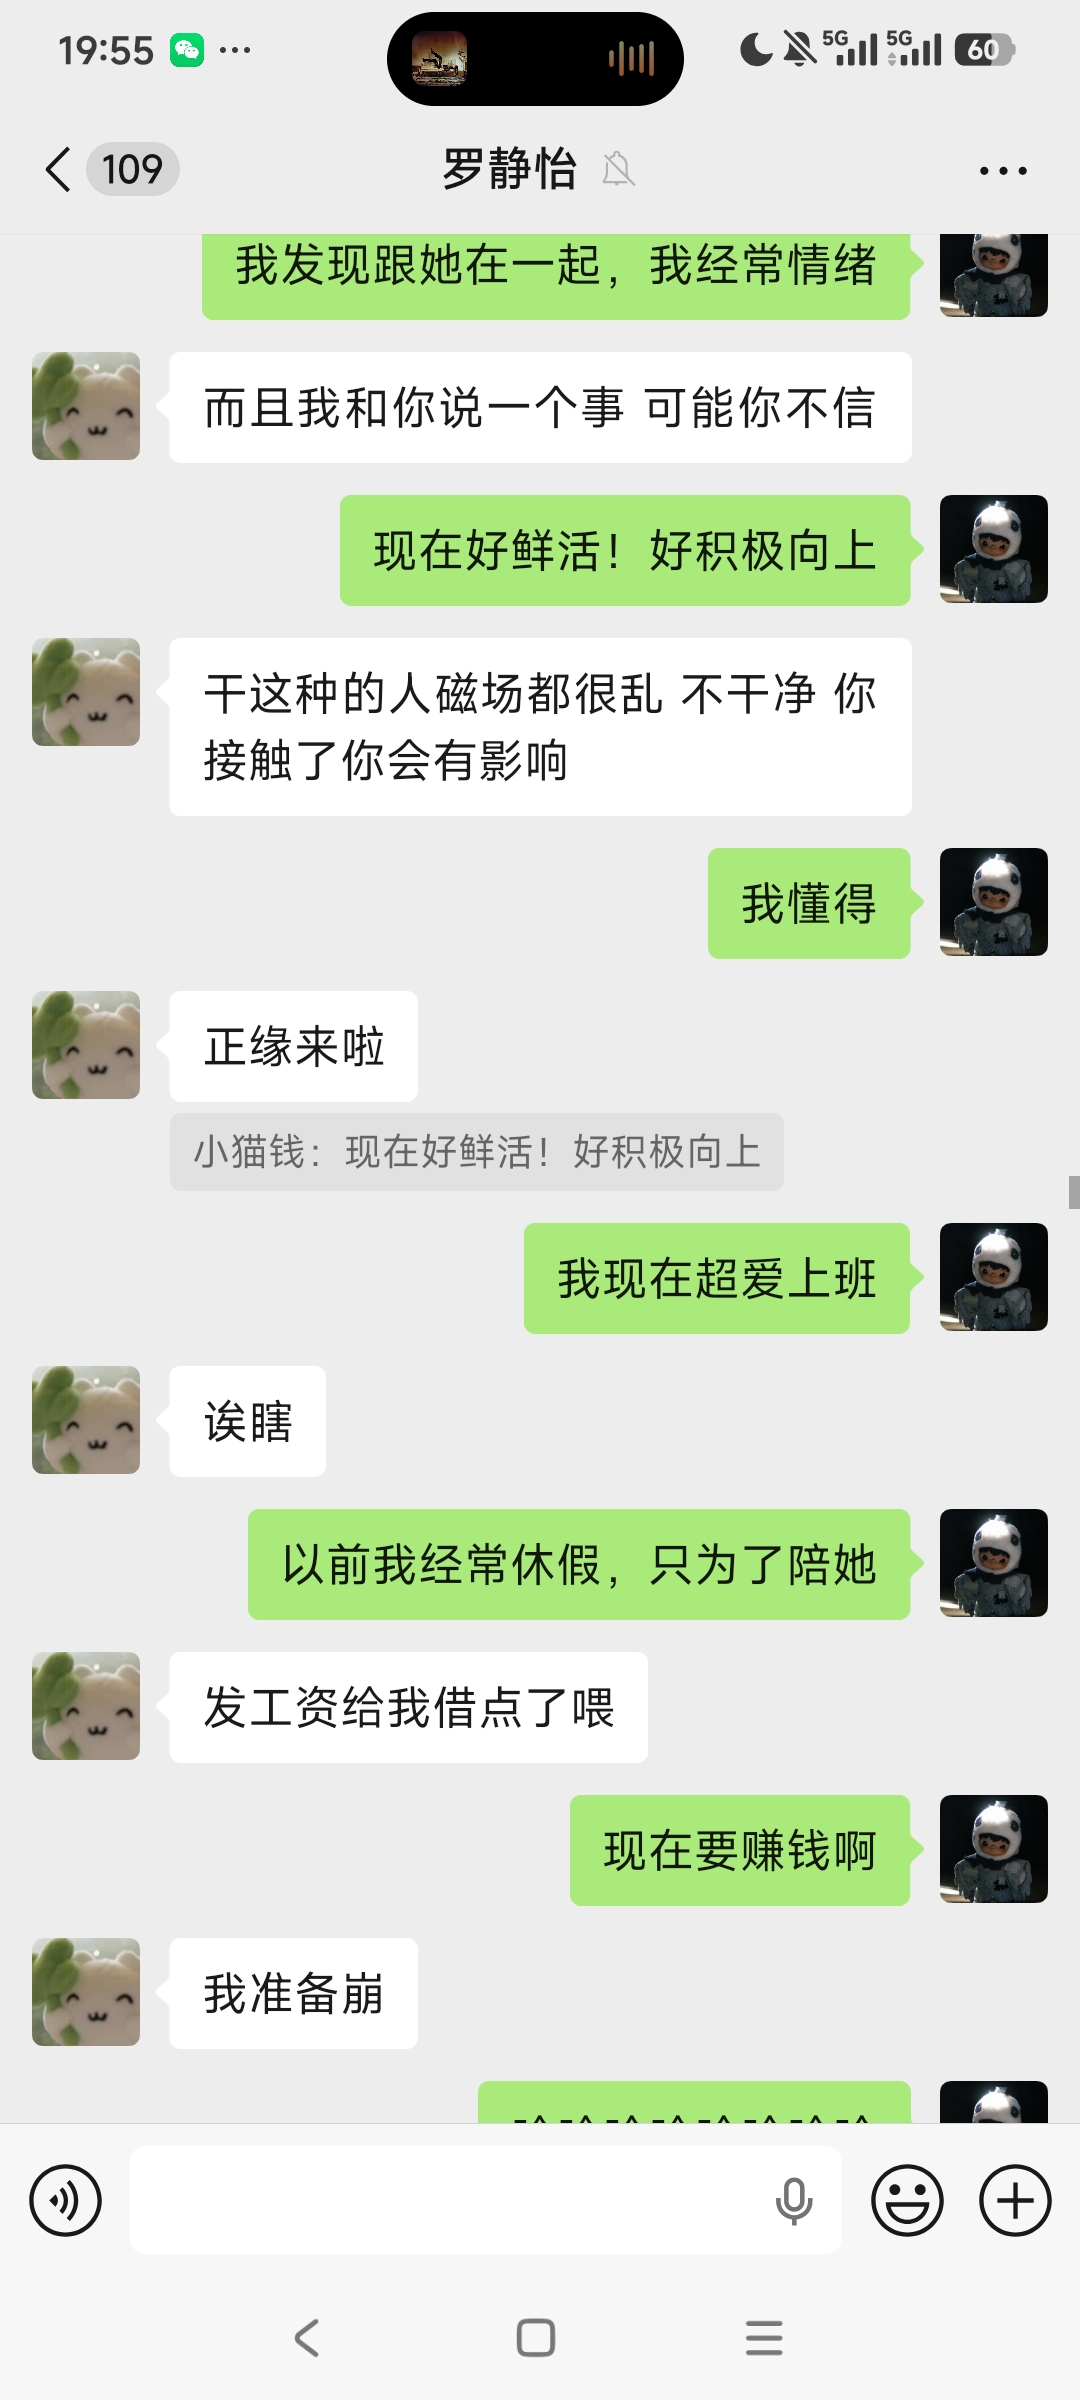 19:55
5G
5G
60
109
罗静怡
我发现跟她在一起，我经常情绪
而且我和你说一个事 可能你不信
现在好鲜活！好积极向上
干这种的人磁场都很乱 不干净 你
接触了你会有影响
我懂得
正缘来啦
小猫钱：现在好鲜活！好积极向上
我现在超爱上班
诶瞎
以前我经常休假，只为了陪她
发工资给我借点了喂
现在要赚钱啊
我准备崩